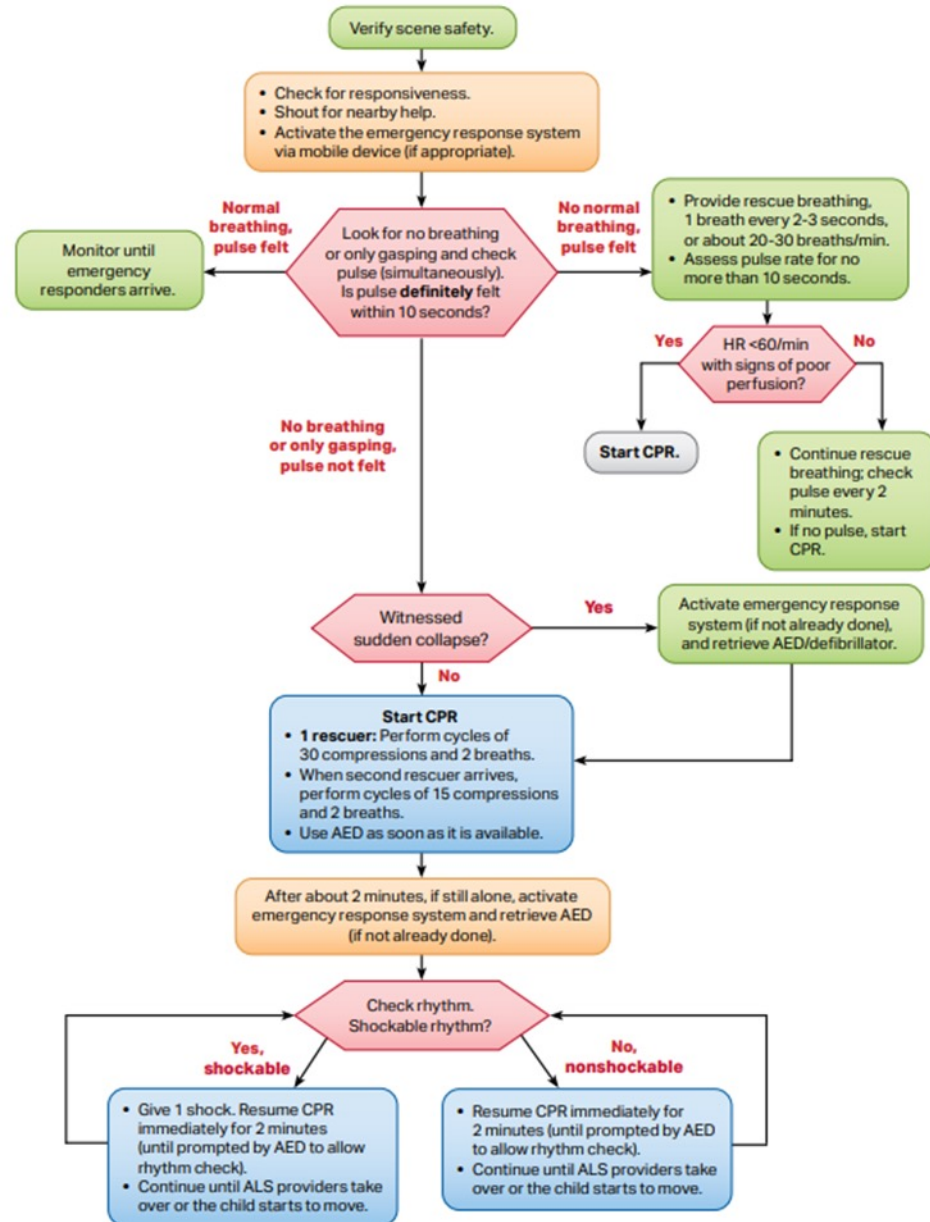 Verify scene safety.
• Check for responsiveness.
• Shout for nearby help.
• Activate the emergency response system
via mobile device (if appropriate).
Normal
breathing,
pulse felt
No normal
breathing,
pulse felt
Monitor until
emergency
responders arrive.
Look for no breathing
or only gasping and check
pulse (simultaneously).
Is pulse definitely felt
within 10 seconds?
• Provide rescue breathing,
1 breath every 2-3 seconds,
or about 20-30 breaths/min.
• Assess pulse rate for no
more than 10 seconds.
Yes
HR <60/min
with signs of poor
perfusion?
No
No breathing
or only gasping,
pulse not felt
Start CPR.
• Continue rescue
breathing; check
pulse every 2
minutes.
• If no pulse, start
CPR.
Witnessed
sudden collapse?
Yes
Activate emergency response
system (if not already done),
and retrieve AED/defibrillator.
No
Start CPR
• 1 rescuer: Perform cycles of
30 compressions and 2 breaths.
• When second rescuer arrives,
perform cycles of 15 compressions
and 2 breaths.
• Use AED as soon as it is available.
After about 2 minutes, if still alone, activate
emergency response system and retrieve AED
(if not already done).
Check rhythm.
Shockable rhythm?
Yes,
shockable
No,
nonshockable
• Give 1 shock. Resume CPR
immediately for 2 minutes
(until prompted by AED to allow
rhythm check).
• Continue until ALS providers take
over or the child starts to move.
• Resume CPR immediately for
2 minutes (until prompted by AED
to allow rhythm check).
• Continue until ALS providers take
over or the child starts to move.